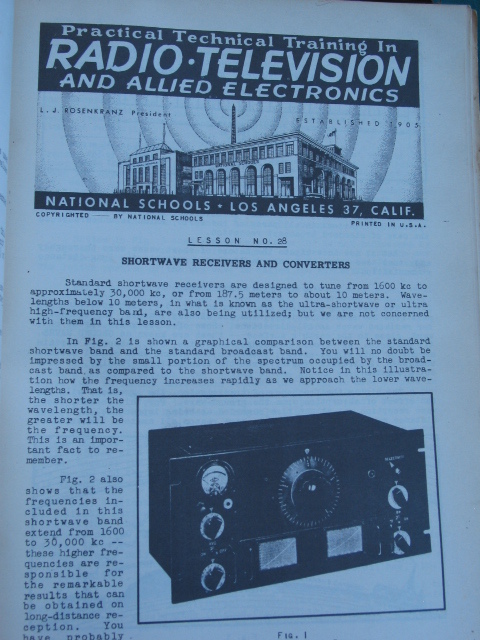 Practical Technical Training In
RADIO·TELEVISION
AND ALLIED ELECTRONICS
L. J. ROSENKRANZ President
ESTABLISHED 1905
NATIONAL SCHOOLS · LOS ANGELES 37, CALIF.
COPYRIGHTED — BY NATIONAL SCHOOLS
PRINTED IN U.S.A.
LESSON NO. 28
SHORTWAVE RECEIVERS AND CONVERTERS
Standard shortwave receivers are designed to tune from 1600 kc to
approximately 30,000 kc, or from 187.5 meters to about 10 meters. Wave-
lengths below 10 meters, in what is known as the ultra-shortwave or ultra
high-frequency band, are also being utilized; but we are not concerned
with them in this lesson.
In Fig. 2 is shown a graphical comparison between the standard
shortwave band and the standard broadcast band. You will no doubt be
impressed by the small portion of the spectrum occupied by the broad-
cast band as compared to the shortwave band. Notice in this illustra-
tion how the frequency increases rapidly as we approach the lower wave-
lengths. That is,
the shorter the
wavelength, the
greater will be
the frequency.
This is an impor-
tant fact to re-
member.
Fig. 2 also
shows that the
frequencies in-
cluded in this
shortwave band
extend from 1600
to 30,000 kc --
these higher fre-
quencies are re-
sponsible for
the remarkable
results that can
be obtained on
long-distance re-
ception. You
have probably
FIG. 1